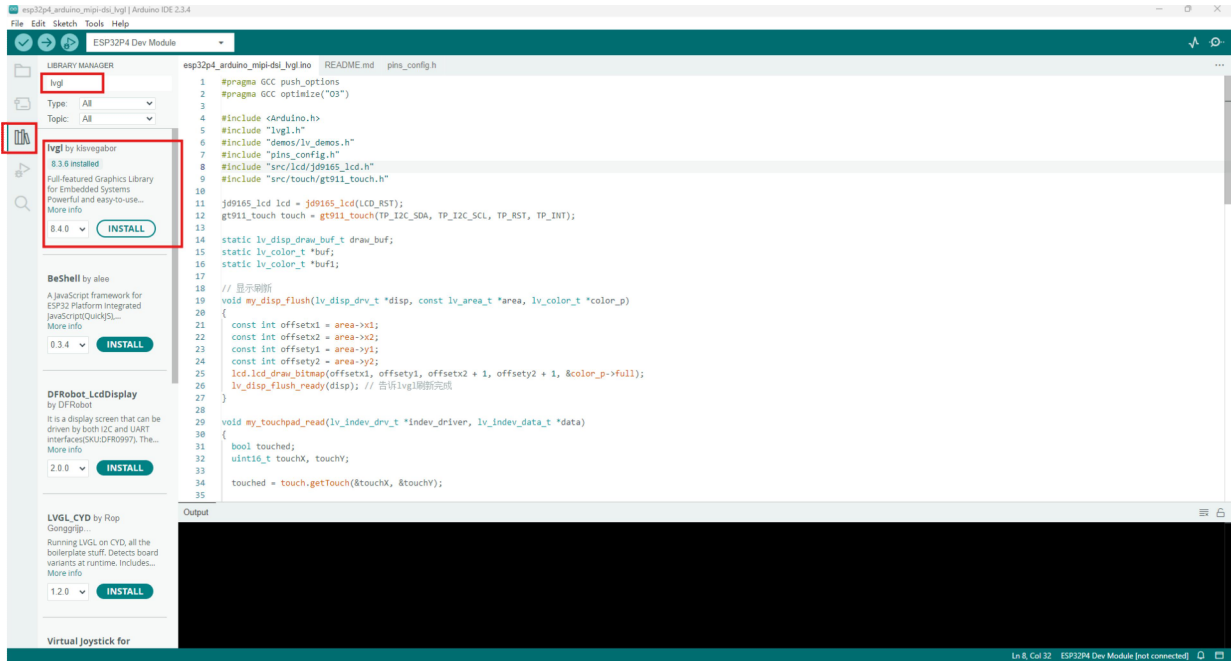 esp32p4_arduino_mipi-dsi_lvgl | Arduino IDE 2.3.4
File Edit Sketch Tools Help
ESP32P4 Dev Module
LIBRARY MANAGER
lvgl
Type: All
Topic: All
lvgl by kisvegabor
8.3.6 installed
Full-featured Graphics Library
for Embedded Systems
Powerful and easy-to-use...
More info
8.4.0 INSTALL
BeShell by alee
A JavaScript framework for
ESP32 Platform Integrated
JavaScript(QuickJS),...
More info
0.3.4 INSTALL
DFRobot_LcdDisplay
by DFRobot
It is a display screen that can be
driven by both I2C and UART
interfaces(SKU:DFR0997). The...
More info
2.0.0 INSTALL
LVGL_CYD by Rop
Gonggrijp...
Running LVGL on CYD, all the
boilerplate stuff. Detects board
variants at runtime. Includes...
More info
1.2.0 INSTALL
Virtual Joystick for
esp32p4_arduino_mipi-dsi_lvgl.ino README.md pins_config.h
1 #pragma GCC push_options
2 #pragma GCC optimize("O3")
3
4 #include <Arduino.h>
5 #include "lvgl.h"
6 #include "demos/lv_demos.h"
7 #include "pins_config.h"
8 #include "src/lcd/jd9165_lcd.h"
9 #include "src/touch/gt911_touch.h"
10
11 jd9165_lcd lcd = jd9165_lcd(LCD_RST);
12 gt911_touch touch = gt911_touch(TP_I2C_SDA, TP_I2C_SCL, TP_RST, TP_INT);
13
14 static lv_disp_draw_buf_t draw_buf;
15 static lv_color_t *buf;
16 static lv_color_t *buf1;
17
18 // 显示刷新
19 void my_disp_flush(lv_disp_drv_t *disp, const lv_area_t *area, lv_color_t *color_p)
20 {
21 const int offsetx1 = area->x1;
22 const int offsetx2 = area->x2;
23 const int offsety1 = area->y1;
24 const int offsety2 = area->y2;
25 lcd.lcd_draw_bitmap(offsetx1, offsety1, offsetx2 + 1, offsety2 + 1, &color_p->full);
26 lv_disp_flush_ready(disp); // 告诉lvgl刷新完成
27 }
28
29 void my_touchpad_read(lv_indev_drv_t *indev_driver, lv_indev_data_t *data)
30 {
31 bool touched;
32 uint16_t touchX, touchY;
33
34 touched = touch.getTouch(&touchX, &touchY);
35
Output
Ln 8, Col 32 ESP32P4 Dev Module [not connected]